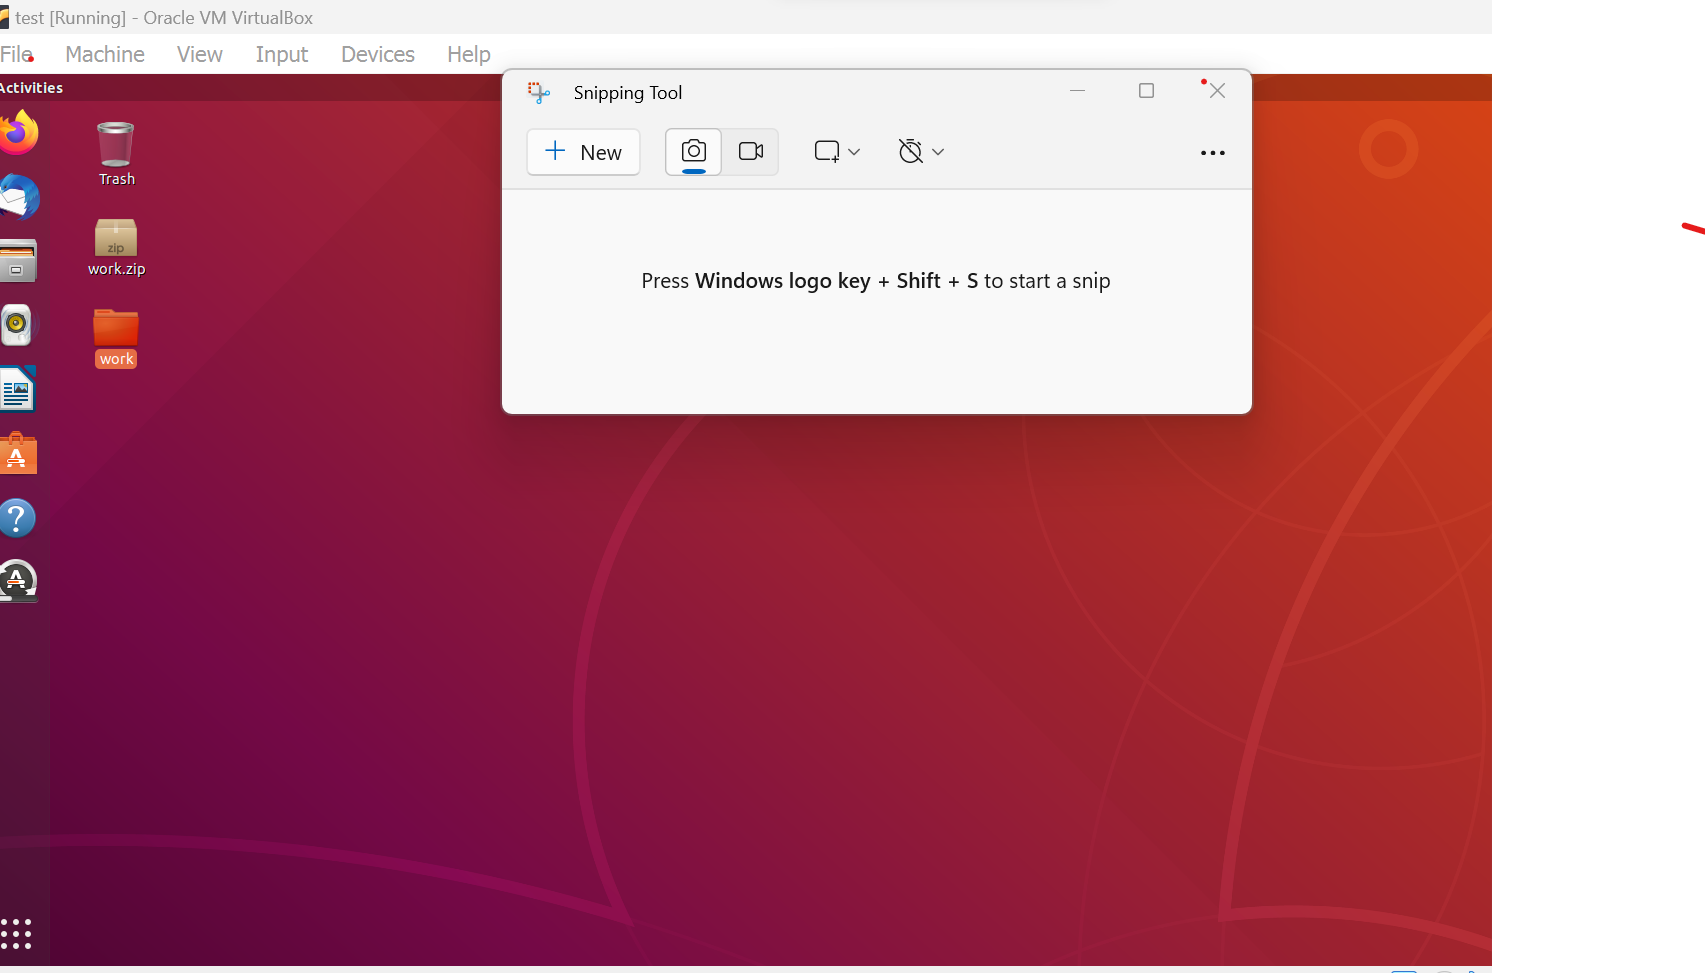 test [Running] - Oracle VM VirtualBox
File Machine View Input Devices Help
Activities
Snipping Tool
New
Trash
zip
work.zip
Press Windows logo key + Shift + S to start a snip
work